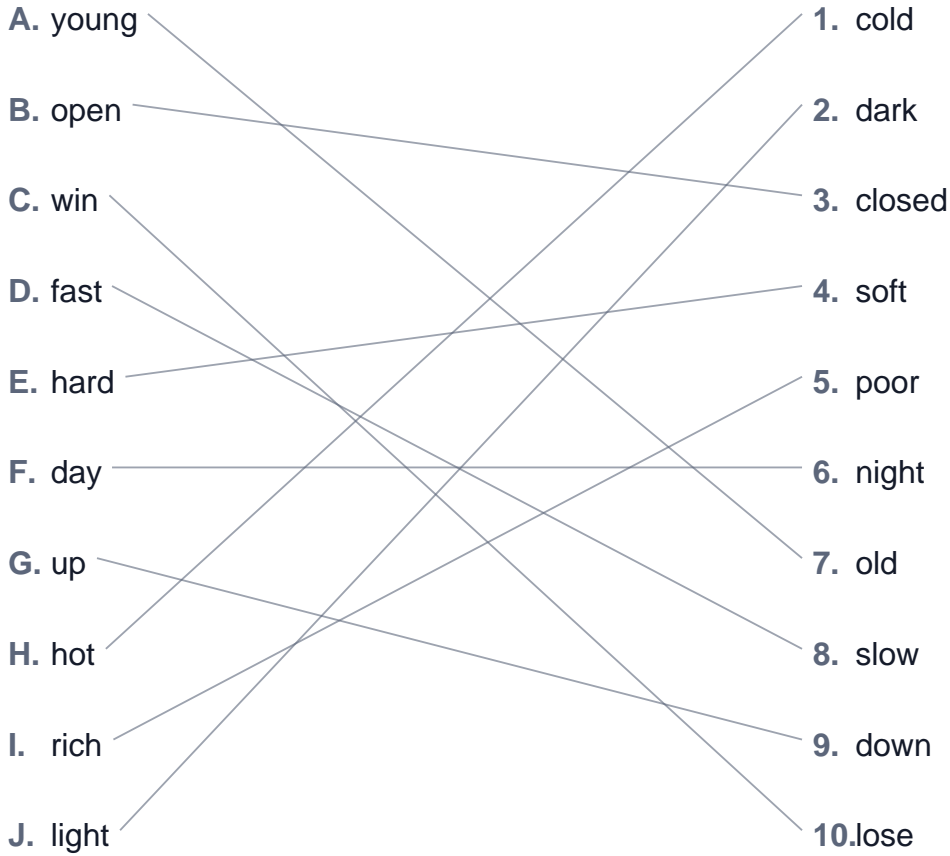 A. young
1. cold
B. open
2. dark
C. win
3. closed
D. fast
4. soft
E. hard
5. poor
F. day
6. night
G. up
7. old
H. hot
8. slow
I. rich
9. down
J. light
10.lose